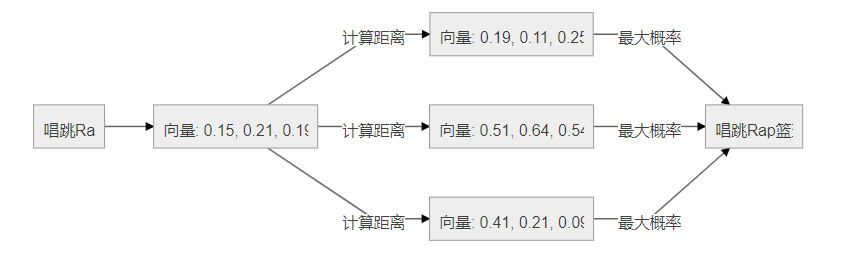 唱跳Ra
向量: 0.15, 0.21, 0.19
计算距离
向量: 0.19, 0.11, 0.25
最大概率
计算距离
向量: 0.51, 0.64, 0.54
最大概率
唱跳Rap篮
计算距离
向量: 0.41, 0.21, 0.09
最大概率